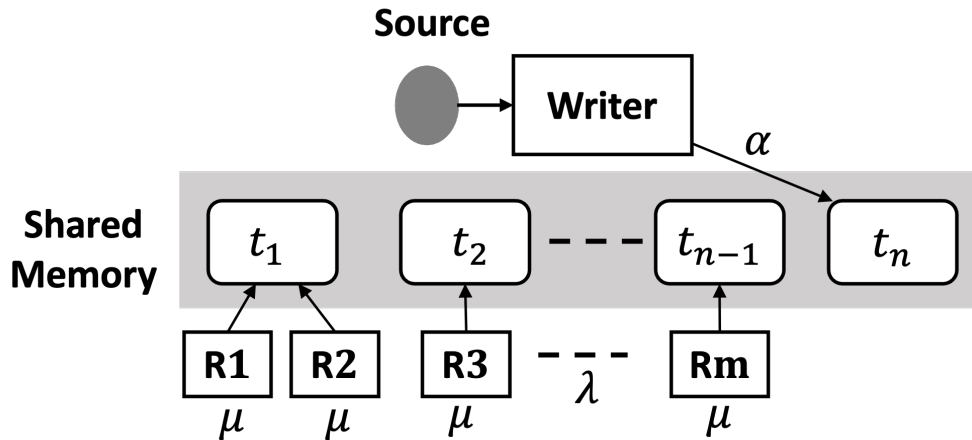 Source
Writer
α
Shared
Memory
t₁ t₂ tₙ₋₁ tₙ
R1 R2 R3 Rm
λ
μ μ μ μ